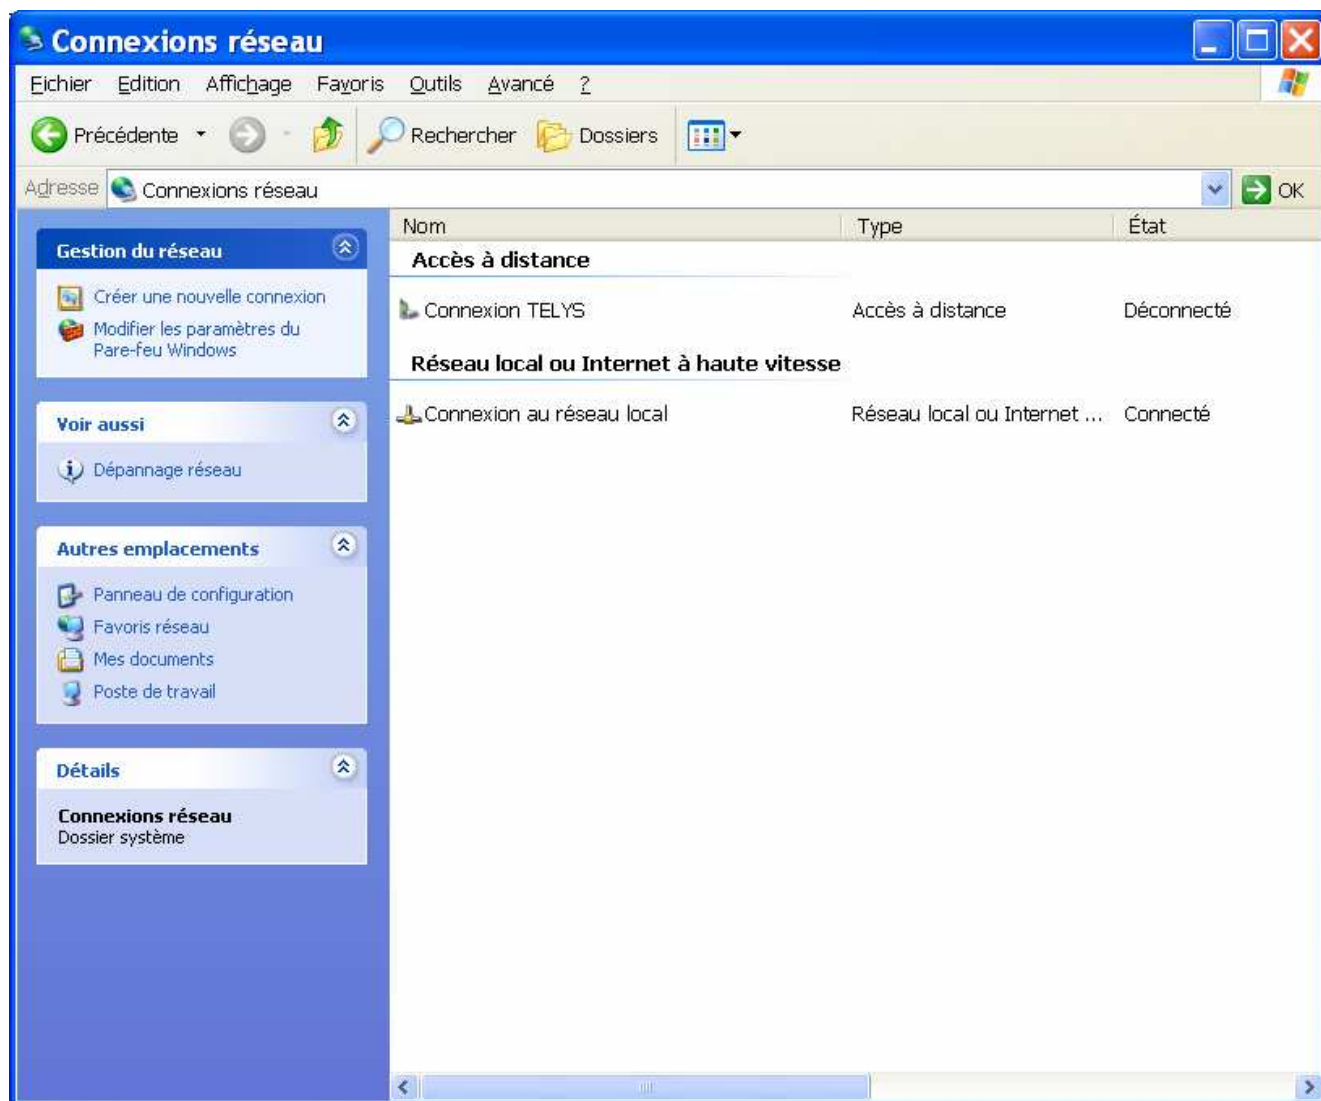 Connexions réseau
Eichier Edition Affichage Favoris Outils Avancé ?
Précédente Rechercher Dossiers
Adresse Connexions réseau OK
Gestion du réseau
Créer une nouvelle connexion
Modifier les paramètres du
Pare-feu Windows
Voir aussi
Dépannage réseau
Autres emplacements
Panneau de configuration
Favoris réseau
Mes documents
Poste de travail
Détails
Connexions réseau
Dossier système
Nom Type État
Accès à distance
Connexion TELYS Accès à distance Déconnecté
Réseau local ou Internet à haute vitesse
Connexion au réseau local Réseau local ou Internet ... Connecté